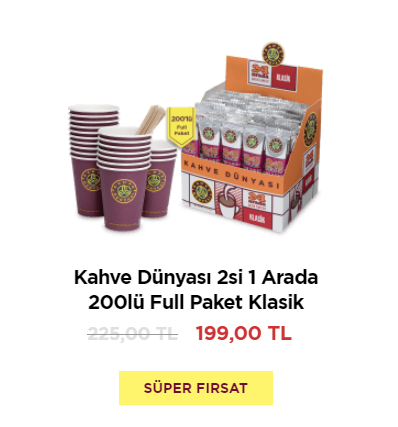 200'lü
Full
Paket
KLASİK
KAHVE DÜNYASI
KLASİK
Kahve Dünyası 2si 1 Arada
200lü Full Paket Klasik
225,00 TL 199,00 TL
SÜPER FIRSAT